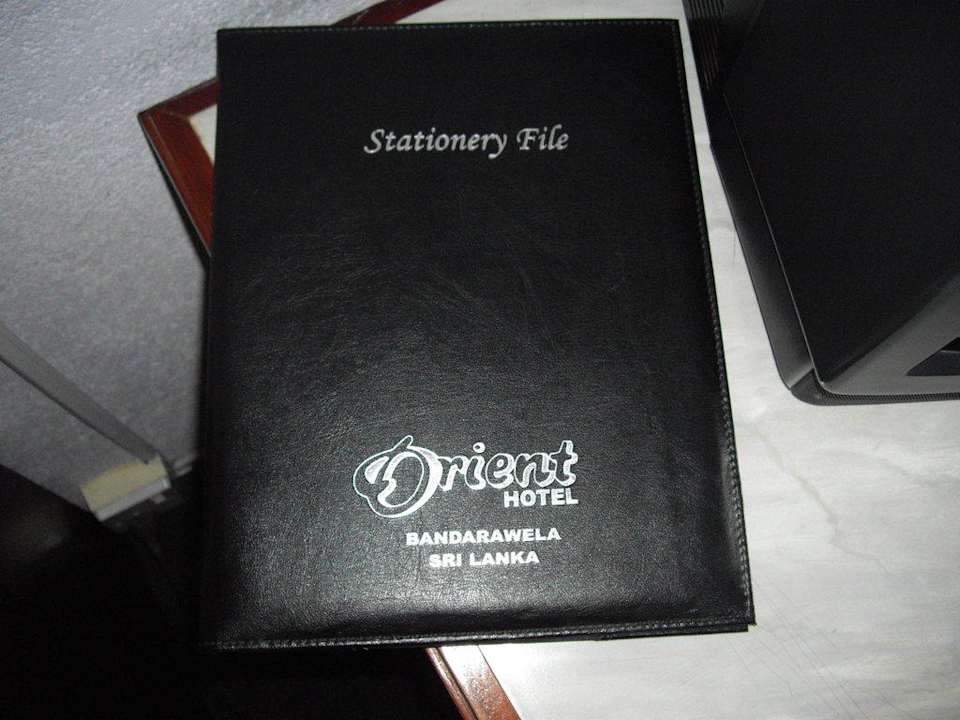 Stationery File
Orient
HOTEL
BANDARAWELA
SRI LANKA